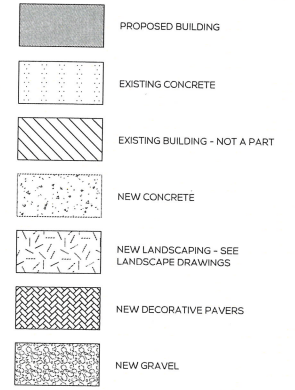 PROPOSED BUILDING
EXISTING CONCRETE
EXISTING BUILDING - NOT A PART
NEW CONCRETE
NEW LANDSCAPING - SEE
LANDSCAPE DRAWINGS
NEW DECORATIVE PAVERS
NEW GRAVEL